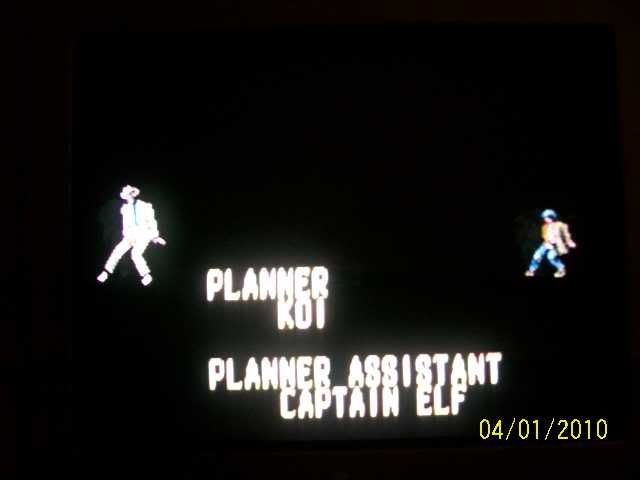 PLANNER
KOI
PLANNER ASSISTANT
CAPTAIN ELF
04/01/2010